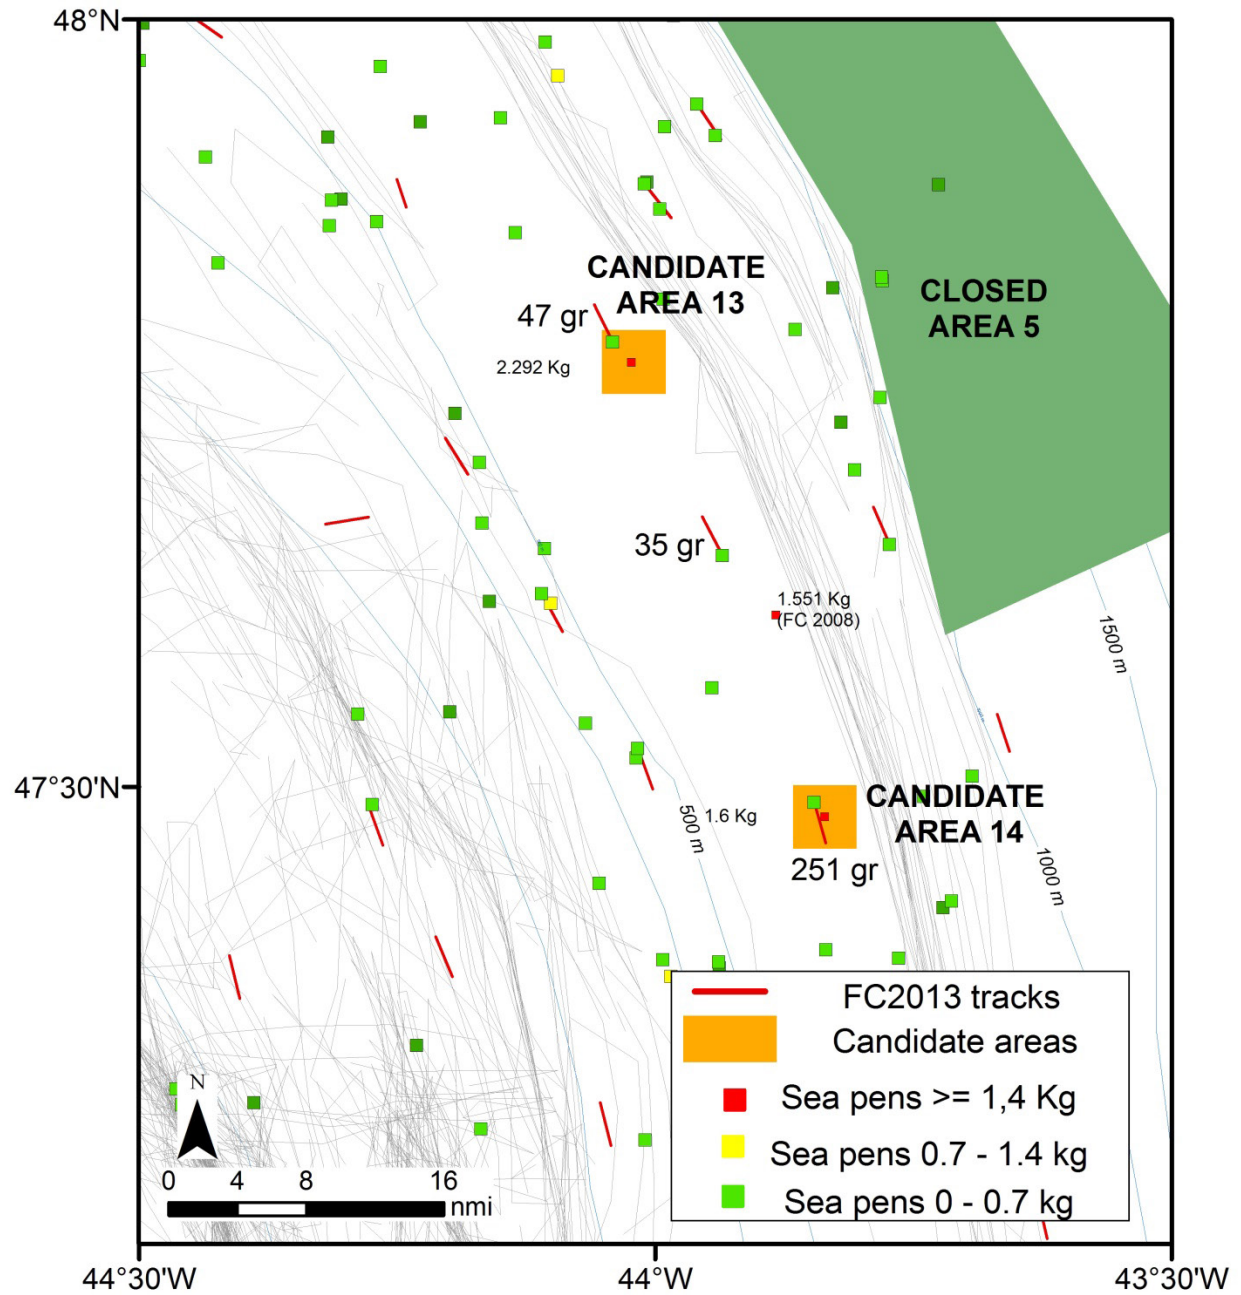 48°N
CANDIDATE
AREA 13
CLOSED
AREA 5
47 gr
2.292 Kg
35 gr
1.551 Kg
(FC 2008)
1500 m
47°30'N
CANDIDATE
AREA 14
500 m
1.6 Kg
251 gr
1000 m
FC2013 tracks
Candidate areas
Sea pens >= 1,4 Kg
Sea pens 0.7 - 1.4 kg
Sea pens 0 - 0.7 kg
N
0 4 8 16
nmi
44°30'W 44°W 43°30'W